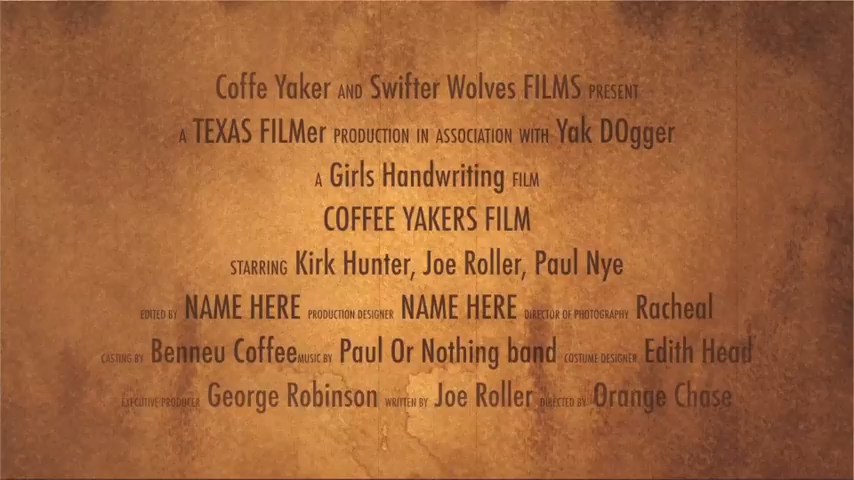 Coffe Yaker AND Swifter Wolves FILMS PRESENT
A TEXAS FILMer PRODUCTION IN ASSOCIATION WITH Yak DOgger
A Girls Handwriting FILM
COFFEE YAKERS FILM
STARRING Kirk Hunter, Joe Roller, Paul Nye
EDITED BY NAME HERE PRODUCTION DESIGNER NAME HERE DIRECTOR OF PHOTOGRAPHY Racheal
CASTING BY Benneu Coffee MUSIC BY Paul Or Nothing band COSTUME DESIGNER Edith Head
EXECUTIVE PRODUCER George Robinson WRITTEN BY Joe Roller DIRECTED BY Orange Chase